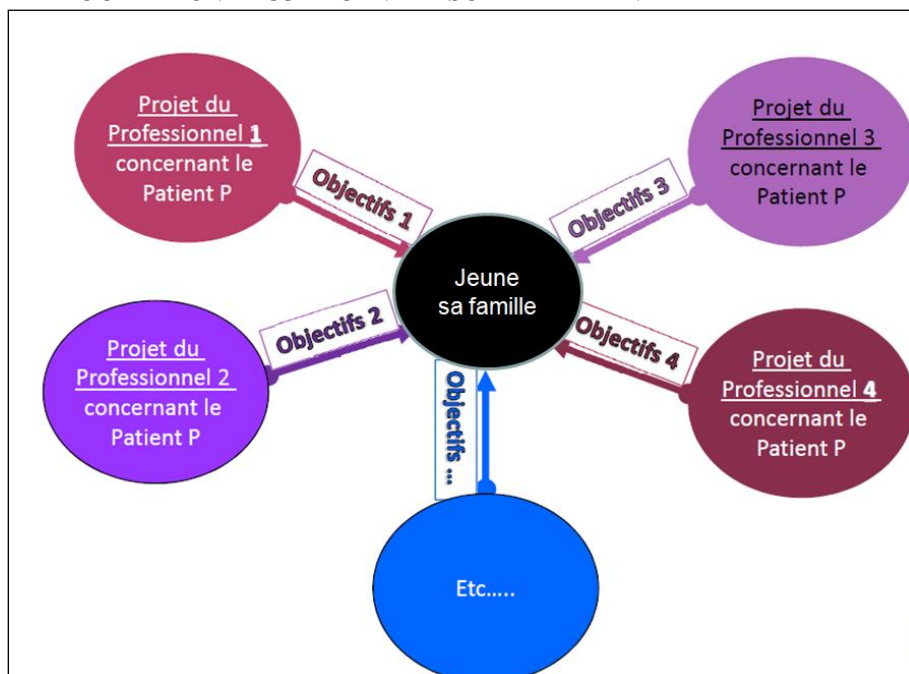 Projet du
Professionnel 1
concernant le
Patient P
Objectifs 1
Projet du
Professionnel 3
concernant le
Patient P
Objectifs 3
Jeune
sa famille
Projet du
Professionnel 2
concernant le
Patient P
Objectifs 2
Projet du
Professionnel 4
concernant le
Patient P
Objectifs 4
Objectifs ...
Etc.....